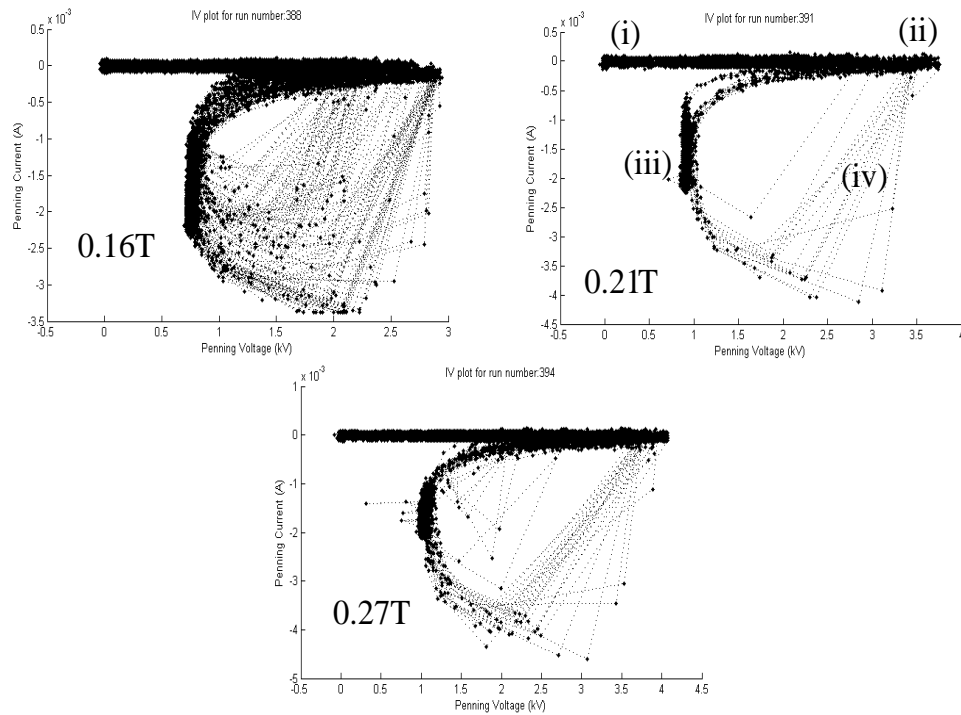 IV plot for run number:388
x 10⁻³
0.5
0
-0.5
-1
-1.5
-2
-2.5
-3
-3.5
Penning Current (A)
0.16T
-0.5 0 0.5 1 1.5 2 2.5 3
Penning Voltage (kV)
IV plot for run number:391
x 10⁻³
0.5
0
-0.5
-1
-1.5
-2
-2.5
-3
-3.5
-4
-4.5
Penning Current (A)
(i)
(ii)
(iii)
(iv)
0.21T
-0.5 0 0.5 1 1.5 2 2.5 3 3.5 4
Penning Voltage (kV)
IV plot for run number:394
x 10⁻³
1
0
-1
-2
-3
-4
-5
Penning Current (A)
0.27T
-0.5 0 0.5 1 1.5 2 2.5 3 3.5 4 4.5
Penning Voltage (kV)